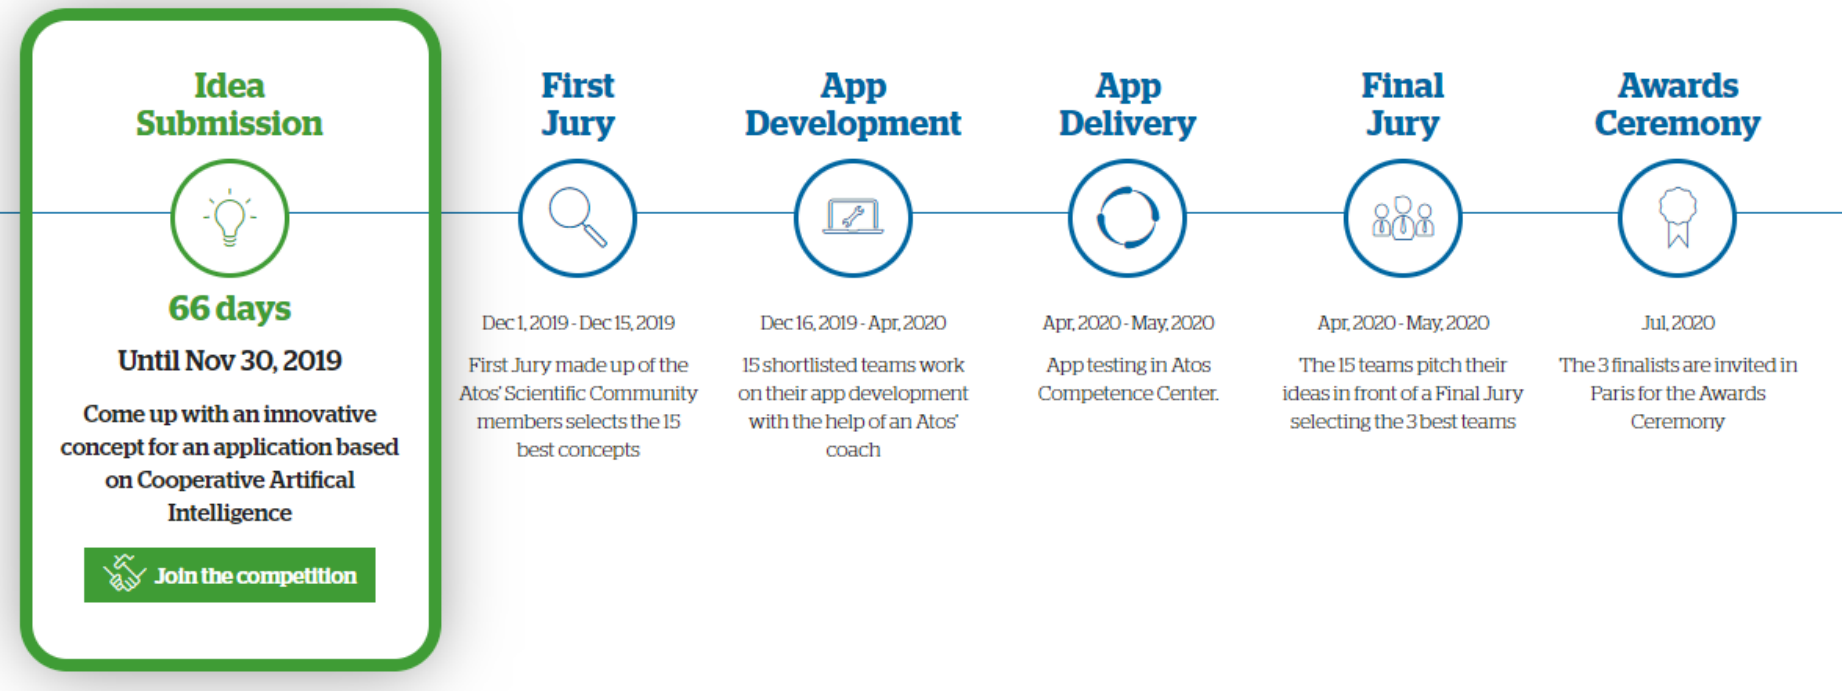 Idea
Submission
66 days
Until Nov 30, 2019
Come up with an innovative
concept for an application based
on Cooperative Artifical
Intelligence
Join the competition
First
Jury
Dec 1, 2019 - Dec 15, 2019
First Jury made up of the
Atos' Scientific Community
members selects the 15
best concepts
App
Development
Dec 16, 2019 - Apr, 2020
15 shortlisted teams work
on their app development
with the help of an Atos'
coach
App
Delivery
Apr, 2020 - May, 2020
App testing in Atos
Competence Center.
Final
Jury
Apr, 2020 - May, 2020
The 15 teams pitch their
ideas in front of a Final Jury
selecting the 3 best teams
Awards
Ceremony
Jul, 2020
The 3 finalists are invited in
Paris for the Awards
Ceremony